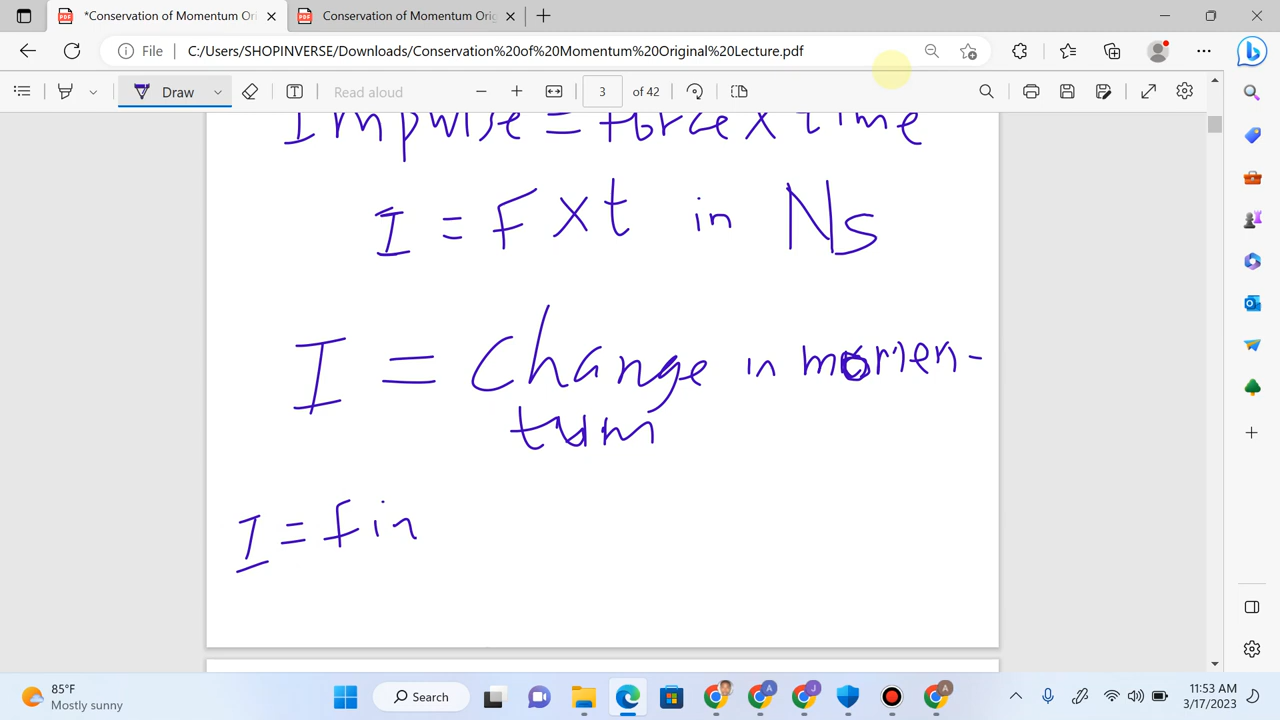 *Conservation of Momentum Ori
Conservation of Momentum Orig
File
C:/Users/SHOPINVERSE/Downloads/Conservation%20of%20Momentum%20Original%20Lecture.pdf
Draw
Read aloud
3
of 42
Impulse = force x time
I = F x t in Ns
I = Change in momen-
tum
I = fin
85°F
Mostly sunny
Search
11:53 AM
3/17/2023